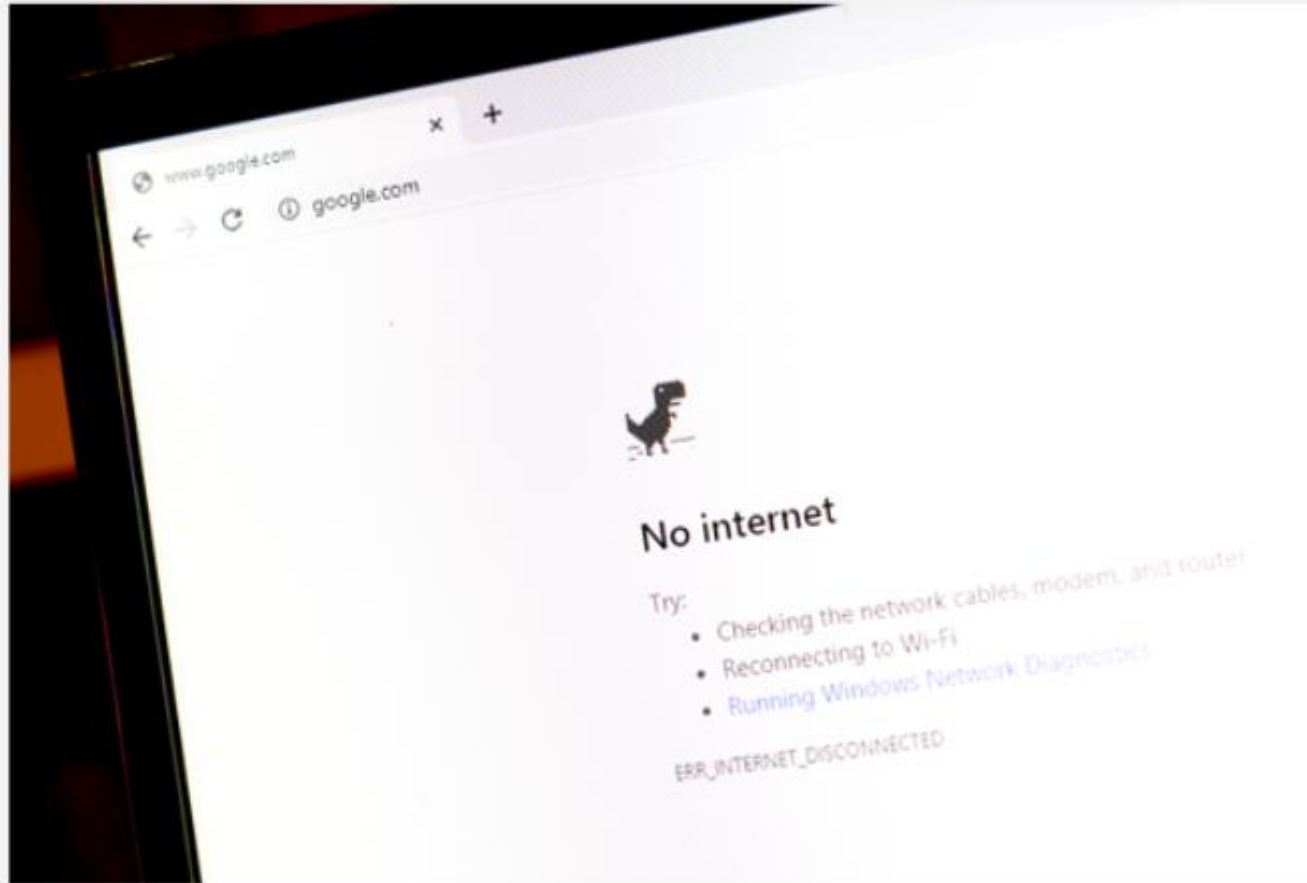 www.google.com
google.com
No internet
Try:
• Checking the network cables, modem, and router
• Reconnecting to Wi-Fi
• Running Windows Network Diagnostics
ERR_INTERNET_DISCONNECTED